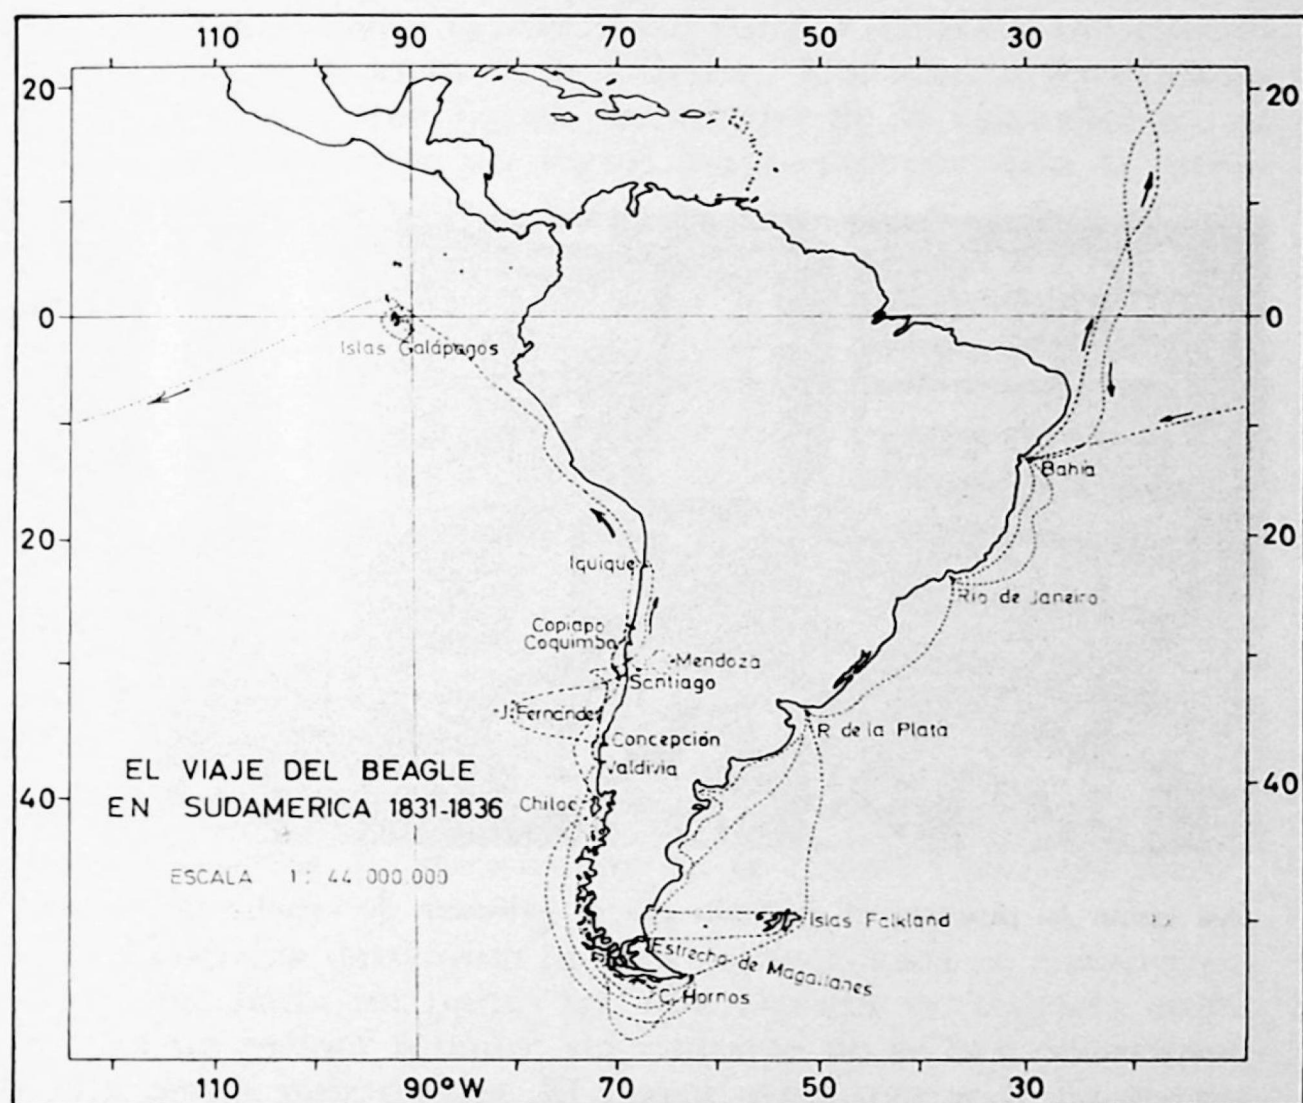 110 90 70 50 30
20 20
0 0
Islas Galápagos
Bahia
20 20
Iquique
Rio de Janeiro
Copiapo
Coquimbo
Mendoza
Santiago
J. Fernández
R. de la Plata
Concepción
Valdivia
EL VIAJE DEL BEAGLE
EN SUDAMERICA 1831-1836
40 40
Chiloe
ESCALA 1: 44 000.000
Islas Falkland
Estrecho de Magallanes
C. Hornos
110 90°W 70 50 30